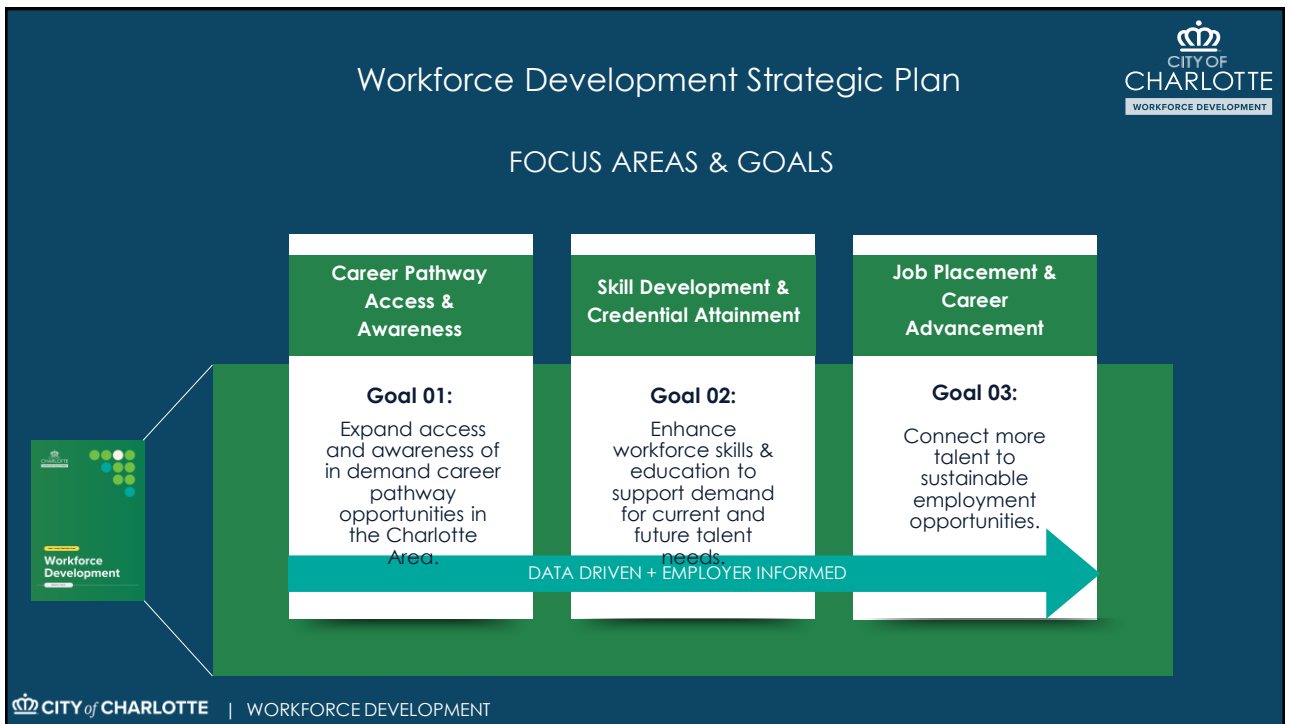 Workforce Development Strategic Plan
CITY OF
CHARLOTTE
WORKFORCE DEVELOPMENT
FOCUS AREAS & GOALS
Career Pathway
Access &
Awareness
Goal 01:
Expand access
and awareness of
in demand career
pathway
opportunities in
the Charlotte
Area.
Skill Development &
Credential Attainment
Goal 02:
Enhance
workforce skills &
education to
support demand
for current and
future talent
needs.
Job Placement &
Career
Advancement
Goal 03:
Connect more
talent to
sustainable
employment
opportunities.
DATA DRIVEN + EMPLOYER INFORMED
CHARLOTTE
Workforce
Development
CITY of CHARLOTTE | WORKFORCE DEVELOPMENT